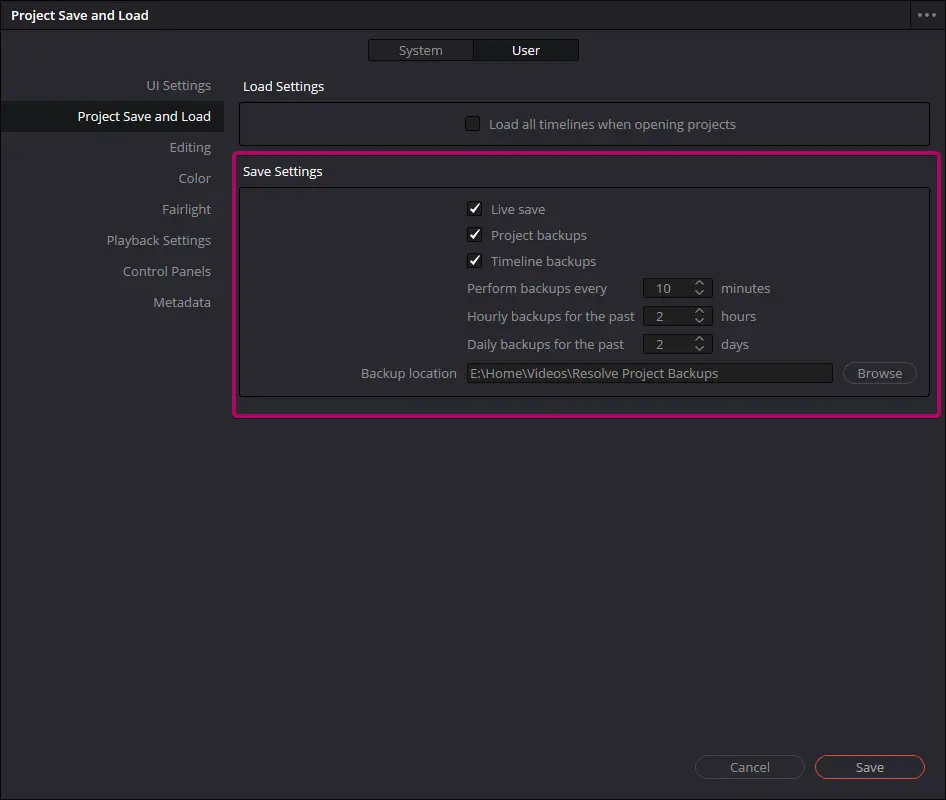 Project Save and Load
System User
UI Settings
Project Save and Load
Editing
Color
Fairlight
Playback Settings
Control Panels
Metadata
Load Settings
Load all timelines when opening projects
Save Settings
Live save
Project backups
Timeline backups
Perform backups every 10 minutes
Hourly backups for the past 2 hours
Daily backups for the past 2 days
Backup location E:\Home\Videos\Resolve Project Backups Browse
Cancel Save